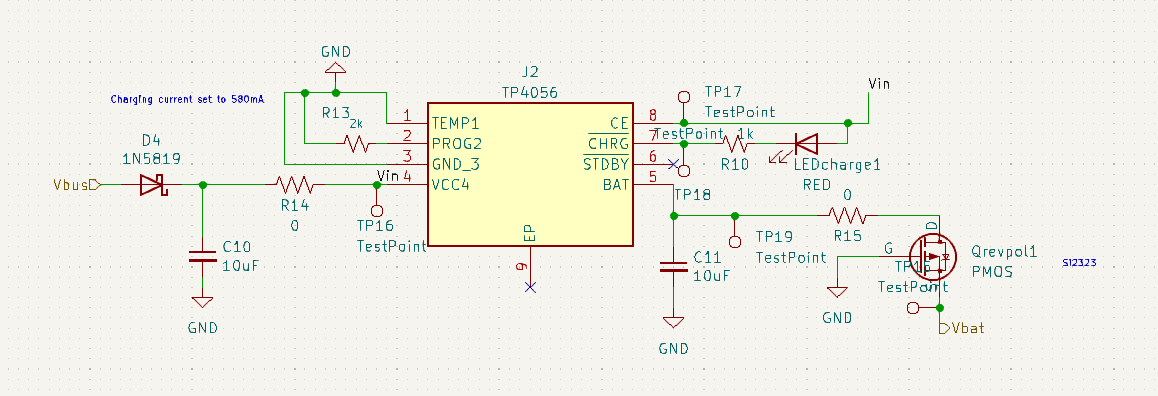 GND
Charging current set to 580mA
J2
TP4056
R13
2k
1
2
3
4
TEMP1
PROG2
GND_3
VCC4
CE
CHRG
STDBY
BAT
EP
9
8
7
6
5
TP17
TestPoint
Vin
TestPoint
1k
R10
LEDcharge1
RED
TP18
D4
1N5819
Vbus
Vin
R14
0
TP16
TestPoint
C10
10uF
GND
0
R15
TP19
TestPoint
C11
10uF
GND
D
G
S
TP15
TestPoint
Qrevpol1
PMOS
SI2323
GND
Vbat